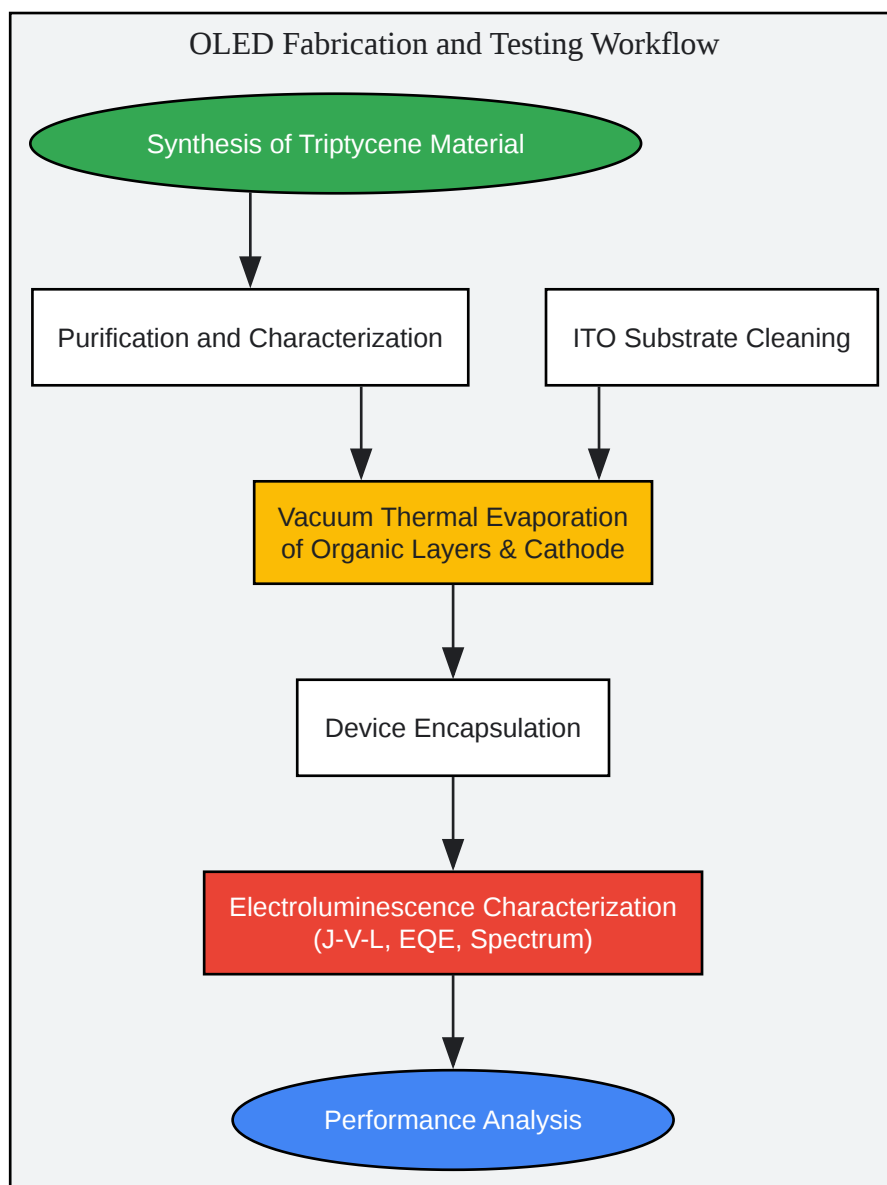 OLED Fabrication and Testing Workflow
Synthesis of Triptycene Material
Purification and Characterization
ITO Substrate Cleaning
Vacuum Thermal Evaporation
of Organic Layers & Cathode
Device Encapsulation
Electroluminescence Characterization
(J-V-L, EQE, Spectrum)
Performance Analysis